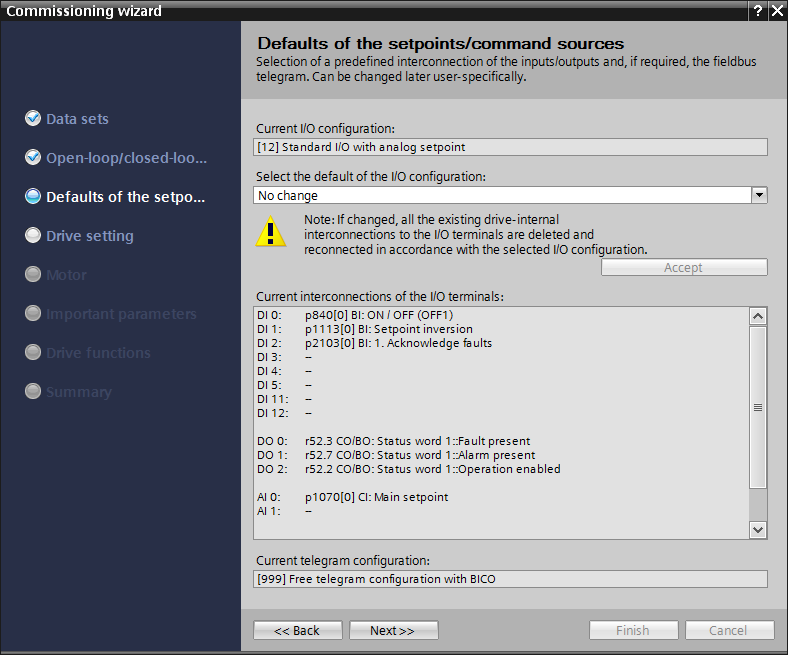 Commissioning wizard
?
Defaults of the setpoints/command sources
Selection of a predefined interconnection of the inputs/outputs and, if required, the fieldbus
telegram. Can be changed later user-specifically.
Data sets
Open-loop/closed-loo...
Defaults of the setpo...
Drive setting
Motor
Important parameters
Drive functions
Summary
Current I/O configuration:
[12] Standard I/O with analog setpoint
Select the default of the I/O configuration:
No change
Note: If changed, all the existing drive-internal
interconnections to the I/O terminals are deleted and
reconnected in accordance with the selected I/O configuration.
Accept
Current interconnections of the I/O terminals:
DI 0: p840[0] BI: ON / OFF (OFF1)
DI 1: p1113[0] BI: Setpoint inversion
DI 2: p2103[0] BI: 1. Acknowledge faults
DI 3: --
DI 4: --
DI 5: --
DI 11: --
DI 12: --
DO 0: r52.3 CO/BO: Status word 1::Fault present
DO 1: r52.7 CO/BO: Status word 1::Alarm present
DO 2: r52.2 CO/BO: Status word 1::Operation enabled
AI 0: p1070[0] CI: Main setpoint
AI 1: --
Current telegram configuration:
[999] Free telegram configuration with BICO
<< Back
Next >>
Finish
Cancel